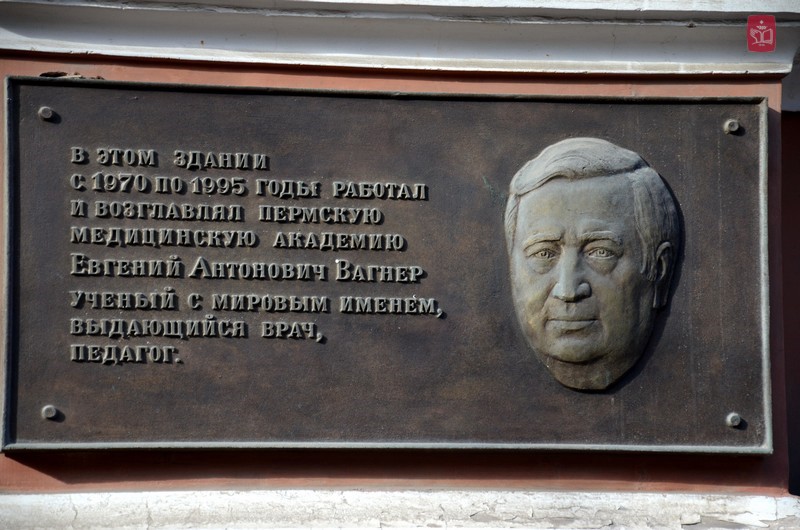 В ЭТОМ ЗДАНИИ
С 1970 ПО 1995 ГОДЫ РАБОТАЛ
И ВОЗГЛАВЛЯЛ ПЕРМСКУЮ
МЕДИЦИНСКУЮ АКАДЕМИЮ
ЕВГЕНИЙ АНТОНОВИЧ ВАГНЕР
УЧЕНЫЙ С МИРОВЫМ ИМЕНЕМ,
ВЫДАЮЩИЙСЯ ВРАЧ,
ПЕДАГОГ.